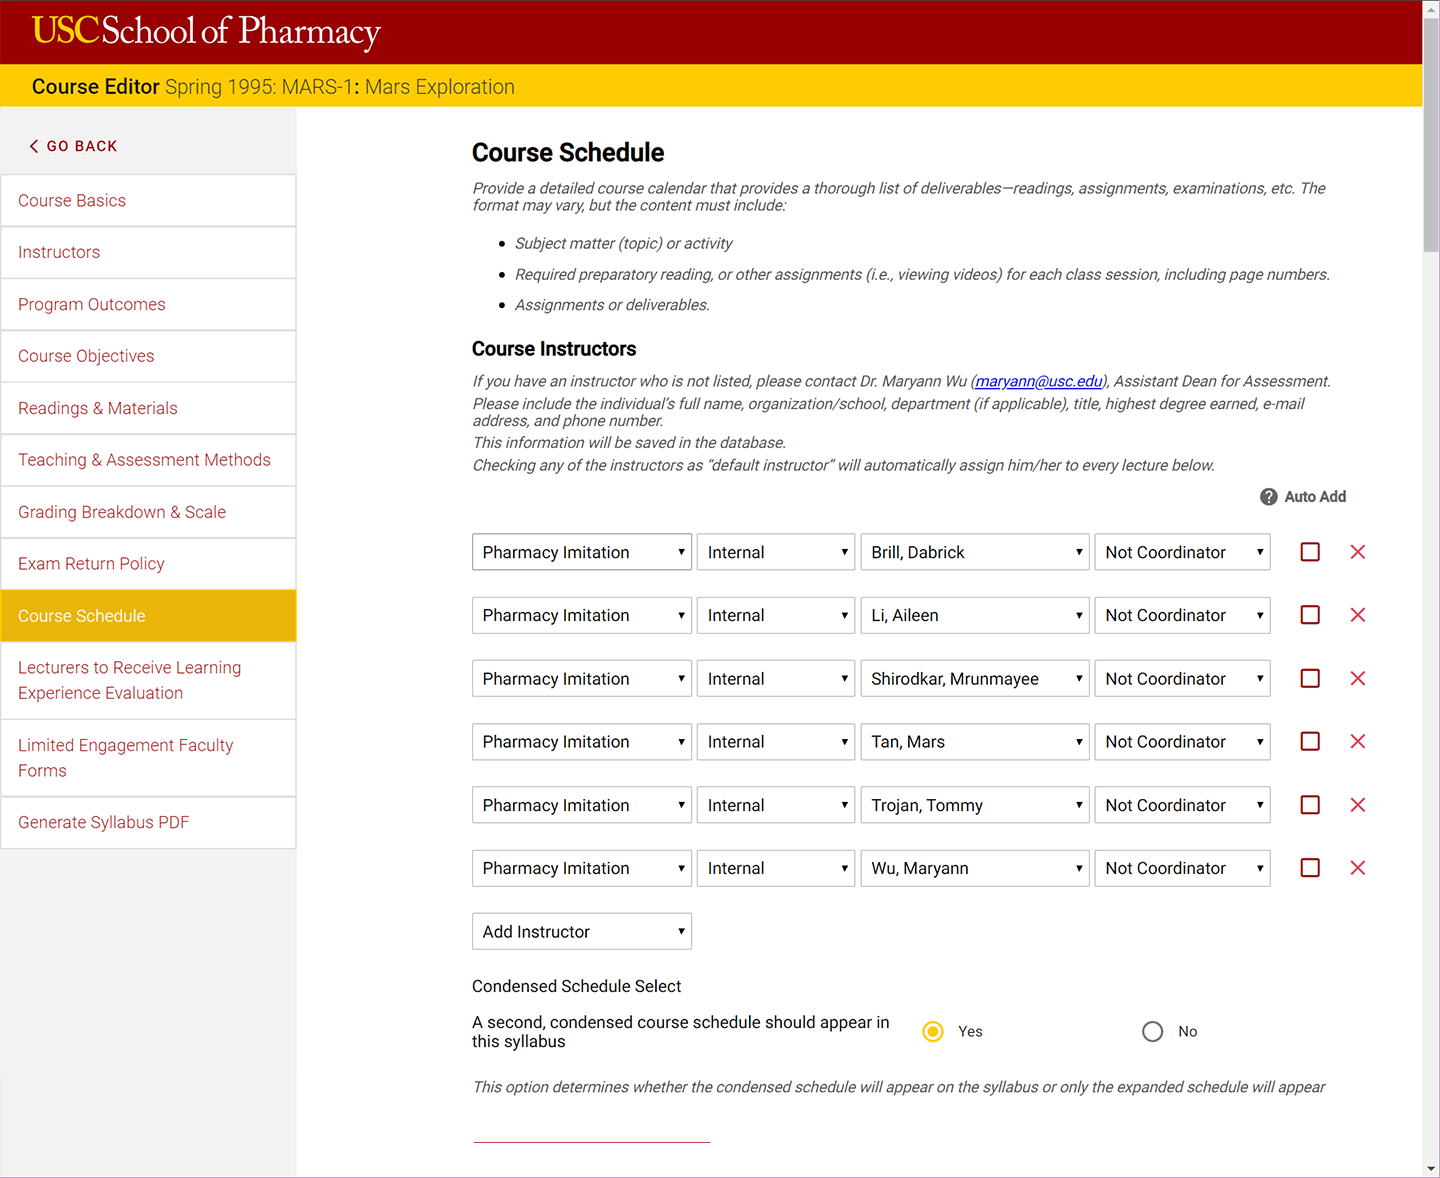 USC School of Pharmacy
Course Editor Spring 1995: MARS-1: Mars Exploration
GO BACK
Course Basics
Instructors
Program Outcomes
Course Objectives
Readings & Materials
Teaching & Assessment Methods
Grading Breakdown & Scale
Exam Return Policy
Course Schedule
Lecturers to Receive Learning
Experience Evaluation
Limited Engagement Faculty
Forms
Generate Syllabus PDF
Course Schedule
Provide a detailed course calendar that provides a thorough list of deliverables—readings, assignments, examinations, etc. The
format may vary, but the content must include:
Subject matter (topic) or activity
Required preparatory reading, or other assignments (i.e., viewing videos) for each class session, including page numbers.
Assignments or deliverables.
Course Instructors
If you have an instructor who is not listed, please contact Dr. Maryann Wu (maryann@usc.edu), Assistant Dean for Assessment.
Please include the individual's full name, organization/school, department (if applicable), title, highest degree earned, e-mail
address, and phone number.
This information will be saved in the database.
Checking any of the instructors as “default instructor” will automatically assign him/her to every lecture below.
? Auto Add
Pharmacy Imitation Internal Brill, Dabrick Not Coordinator
Pharmacy Imitation Internal Li, Aileen Not Coordinator
Pharmacy Imitation Internal Shirodkar, Mrunmayee Not Coordinator
Pharmacy Imitation Internal Tan, Mars Not Coordinator
Pharmacy Imitation Internal Trojan, Tommy Not Coordinator
Pharmacy Imitation Internal Wu, Maryann Not Coordinator
Add Instructor
Condensed Schedule Select
A second, condensed course schedule should appear in
this syllabus
Yes No
This option determines whether the condensed schedule will appear on the syllabus or only the expanded schedule will appear